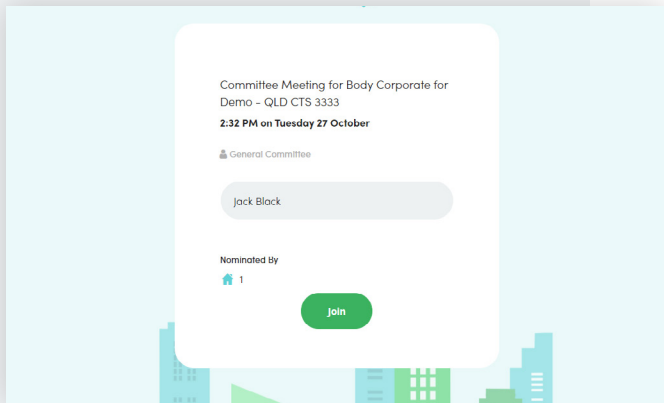 Committee Meeting for Body Corporate for
Demo - QLD CTS 3333
2:32 PM on Tuesday 27 October
General Committee
Jack Black
Nominated By
1
Join